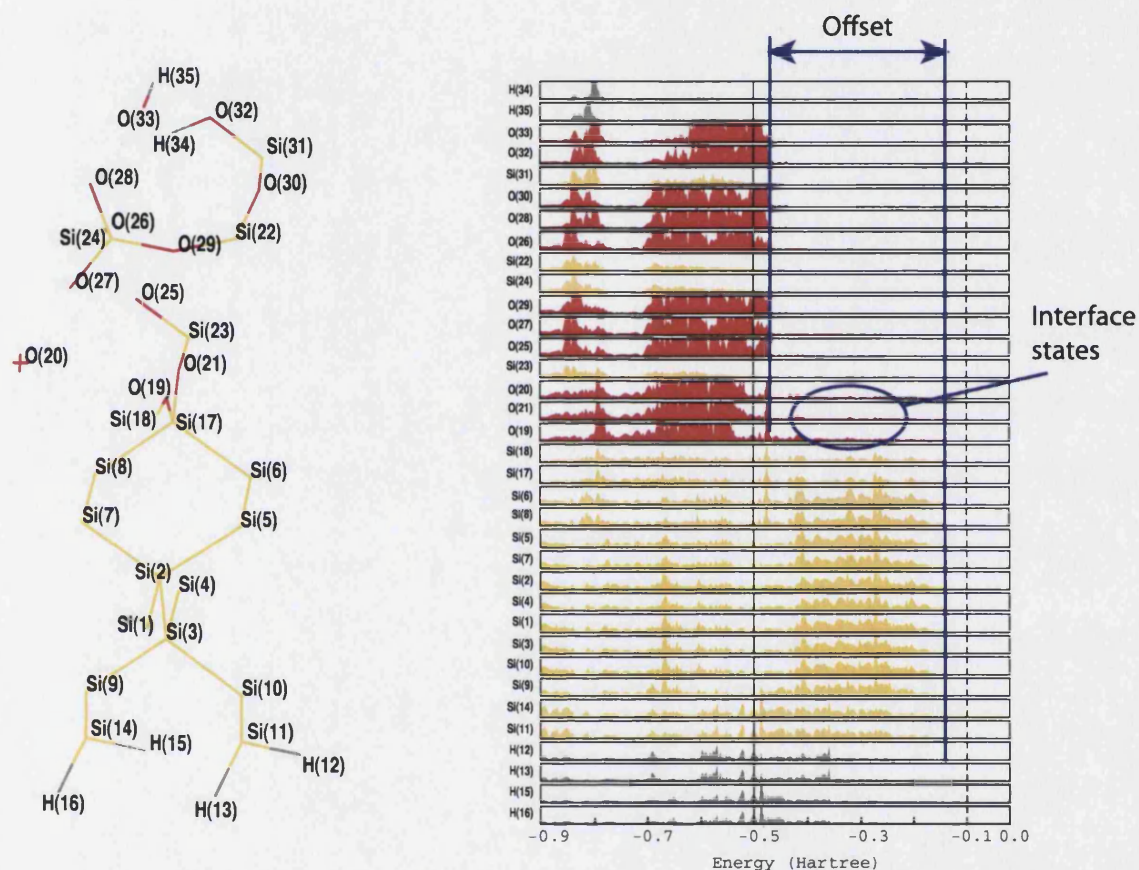 Offset
H(35)
O(32)
O(33)
H(34)
Si(31)
O(28)
O(30)
O(26)
Si(24)
Si(22)
O(29)
O(27)
O(25)
Si(23)
O(20)
O(21)
O(19)
Si(18)
Si(17)
Si(8)
Si(6)
Si(7)
Si(5)
Si(2)
Si(4)
Si(1)
Si(3)
Si(9)
Si(10)
Si(14)
Si(11)
H(15)
H(12)
H(16)
H(13)
H(34)
H(35)
O(33)
O(32)
Si(31)
O(30)
O(28)
O(26)
Si(22)
Si(24)
O(29)
O(27)
O(25)
Si(23)
O(20)
O(21)
O(19)
Si(18)
Si(17)
Si(6)
Si(8)
Si(5)
Si(7)
Si(2)
Si(4)
Si(1)
Si(3)
Si(10)
Si(9)
Si(14)
Si(11)
H(12)
H(13)
H(15)
H(16)
Interface
states
-0.9 -0.7 -0.5 -0.3 -0.1 0.0
Energy (Hartree)